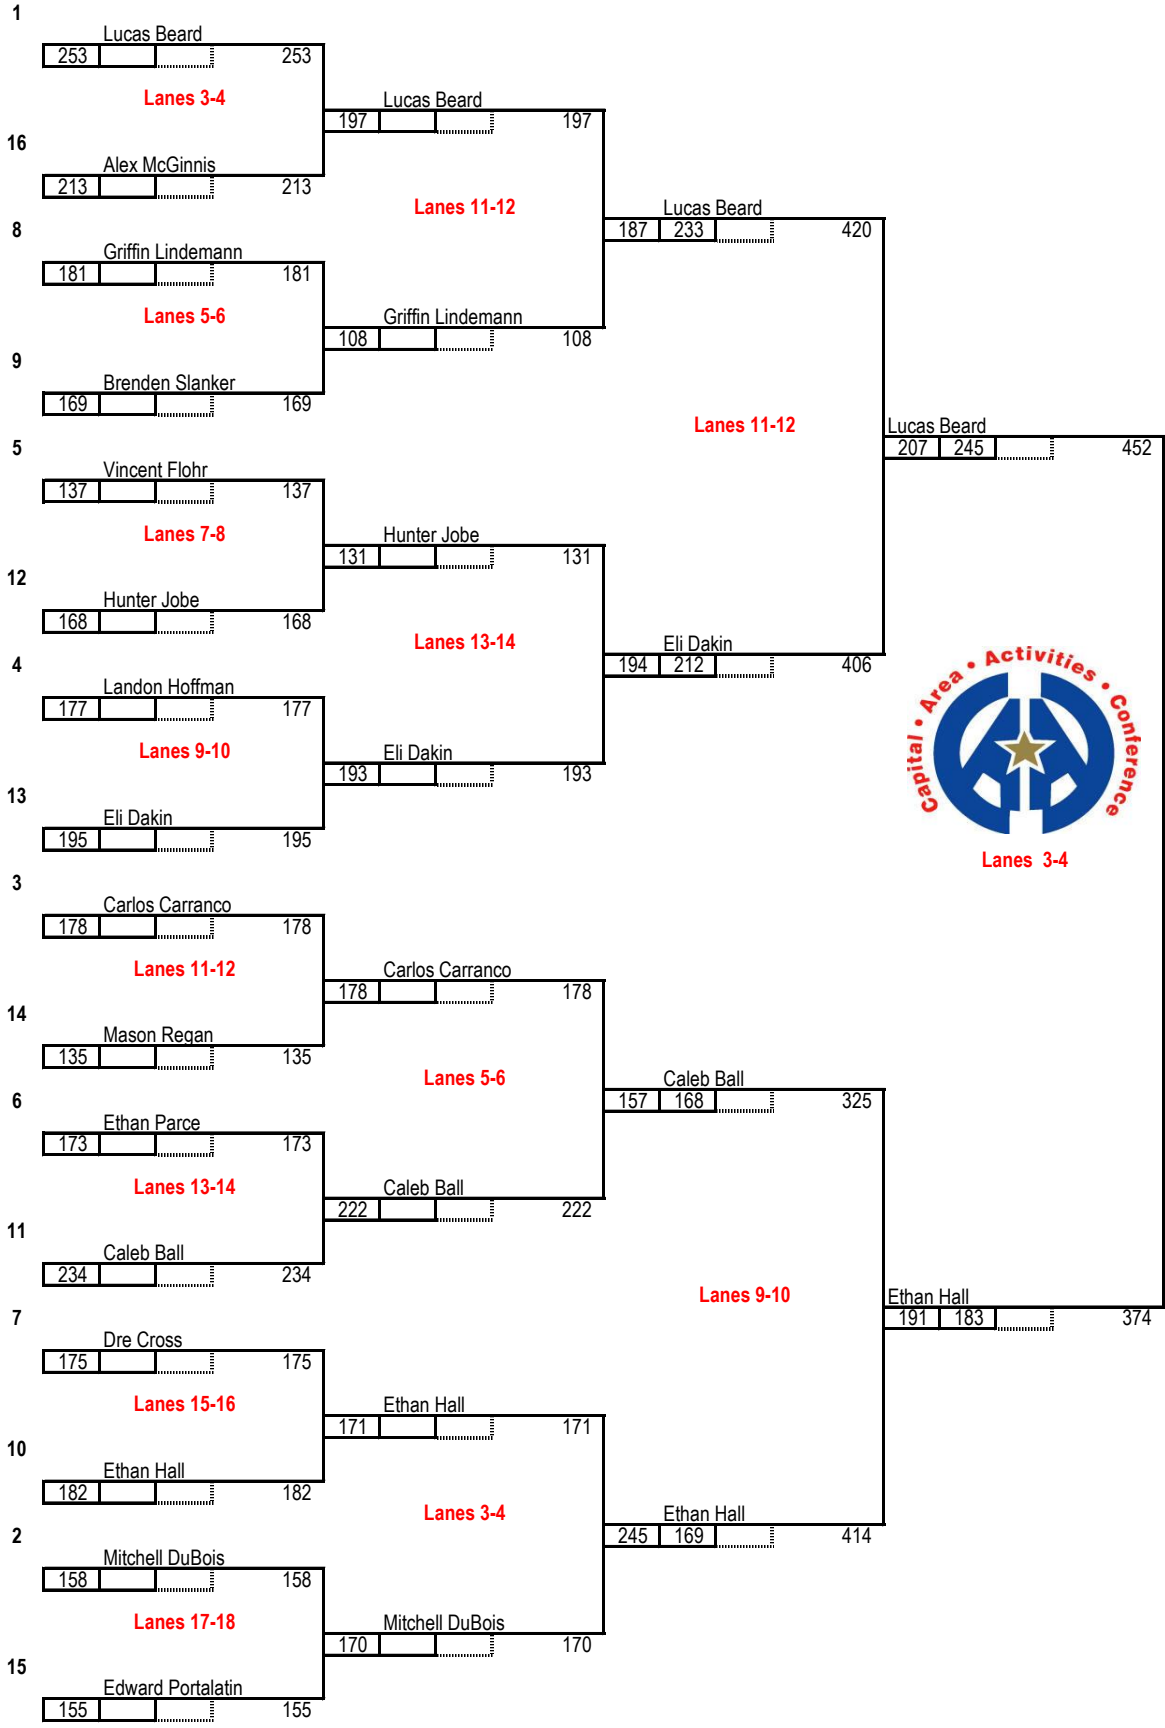 1
Lucas Beard
253 253
Lanes 3-4
Lucas Beard
197 197
16
Alex McGinnis
213 213
Lanes 11-12
Lucas Beard
187 233 420
8
Griffin Lindemann
181 181
Lanes 5-6
Griffin Lindemann
108 108
9
Brenden Slanker
169 169
Lanes 11-12
Lucas Beard
207 245 452
5
Vincent Flohr
137 137
Lanes 7-8
Hunter Jobe
131 131
12
Hunter Jobe
168 168
Lanes 13-14
Eli Dakin
194 212 406
4
Landon Hoffman
177 177
Lanes 9-10
Eli Dakin
193 193
Capital • Area • Activities • Conference
13
Eli Dakin
195 195
Lanes 3-4
3
Carlos Carranco
178 178
Lanes 11-12
Carlos Carranco
178 178
14
Mason Regan
135 135
Lanes 5-6
Caleb Ball
157 168 325
6
Ethan Parce
173 173
Lanes 13-14
Caleb Ball
222 222
11
Caleb Ball
234 234
Lanes 9-10
Ethan Hall
191 183 374
7
Dre Cross
175 175
Lanes 15-16
Ethan Hall
171 171
10
Ethan Hall
182 182
Lanes 3-4
Ethan Hall
245 169 414
2
Mitchell DuBois
158 158
Lanes 17-18
Mitchell DuBois
170 170
15
Edward Portalatin
155 155